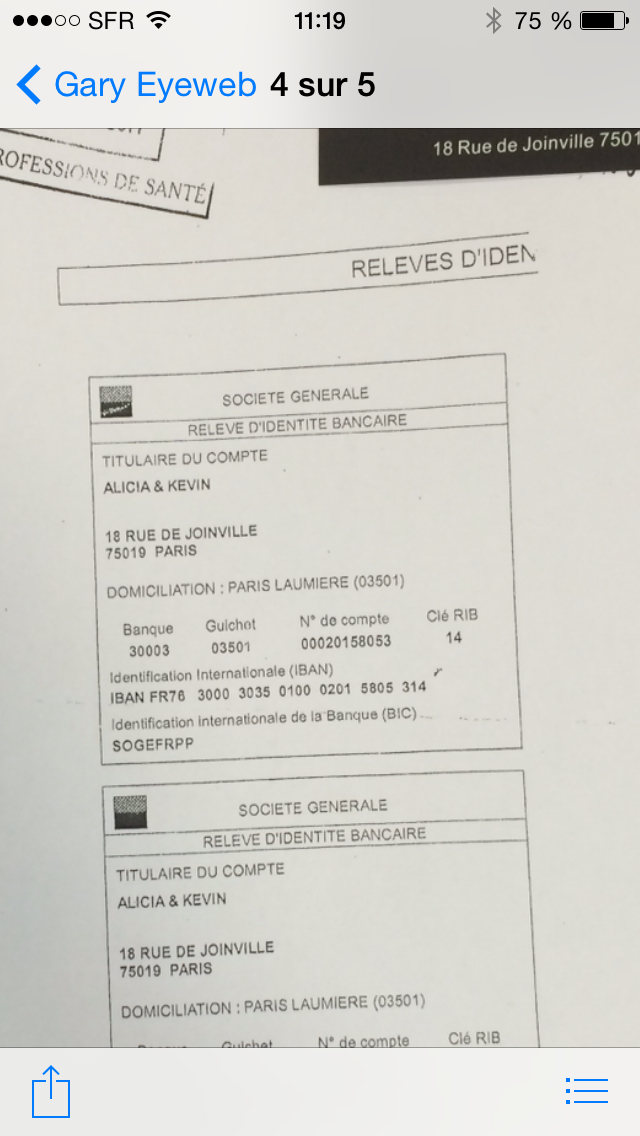 SFR 11:19 75 %
Gary Eyeweb 4 sur 5
18 Rue de Joinville 7501
ROFESSIONS DE SANTÉ
RELEVES D'IDEN
SOCIETE GENERALE
RELEVE D'IDENTITE BANCAIRE
TITULAIRE DU COMPTE
ALICIA & KEVIN
18 RUE DE JOINVILLE
75019 PARIS
DOMICILIATION : PARIS LAUMIERE (03501)
Banque Guichet N° de compte Clé RIB
30003 03501 00020158053 14
Identification Internationale (IBAN)
IBAN FR76 3000 3035 0100 0201 5805 314
Identification internationale de la Banque (BIC)
SOGEFRPP
SOCIETE GENERALE
RELEVE D'IDENTITE BANCAIRE
TITULAIRE DU COMPTE
ALICIA & KEVIN
18 RUE DE JOINVILLE
75019 PARIS
DOMICILIATION : PARIS LAUMIERE (03501)
Banque Guichet N° de compte Clé RIB